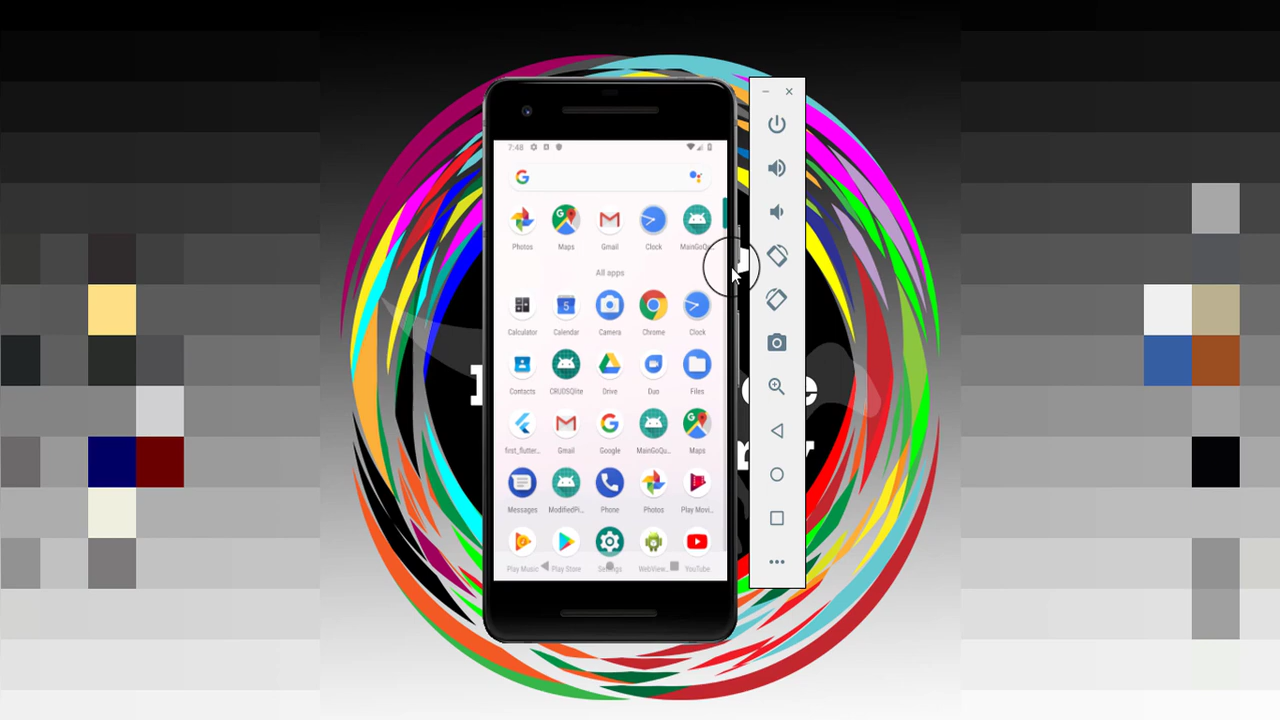 7:48
Photos Maps Gmail Clock MainGoQu...
All apps
Calculator Calendar Camera Chrome Clock
Contacts CRUDSQlite Drive Duo Files
first_flutter... Gmail Google MainGoQu... Maps
Messages ModifiedPi... Phone Photos Play Movi...
Play Music Play Store Settings WebView... YouTube